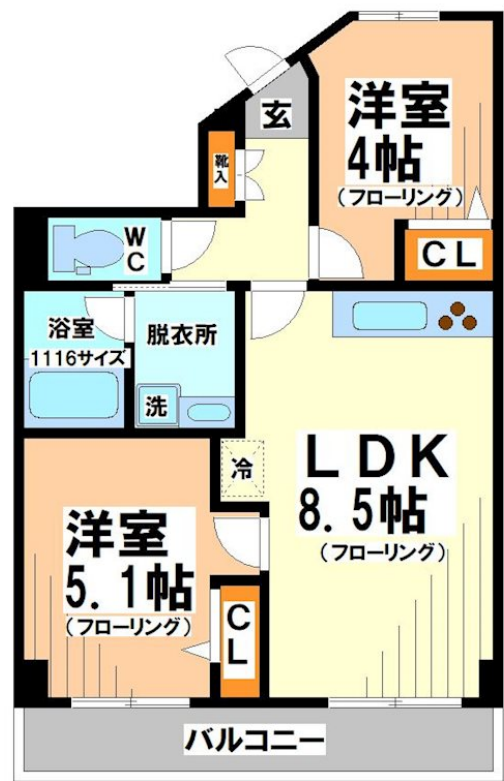 玄
洋室
4帖
(フローリング)
靴入
CL
WC
浴室
1116サイズ
脱衣所
洗
冷
LDK
8.5帖
(フローリング)
洋室
5.1帖
(フローリング)
CL
バルコニー